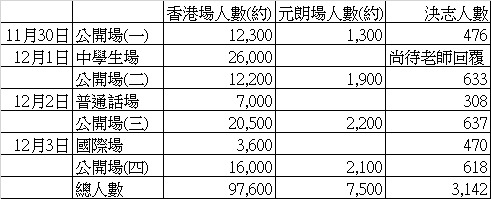 香港場人數(約) 元朗場人數(約) 決志人數
11月30日 公開場(一) 12,300 1,300 476
12月1日 中學生場 26,000 尚待老師回覆
公開場(二) 12,200 1,900 633
12月2日 普通話場 7,000 308
公開場(三) 20,500 2,200 637
12月3日 國際場 3,600 470
公開場(四) 16,000 2,100 618
總人數 97,600 7,500 3,142